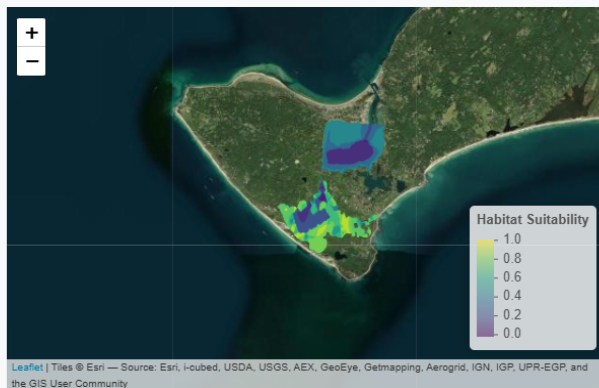 +
−
Habitat Suitability
1.0
0.8
0.6
0.4
0.2
0.0
Leaflet | Tiles © Esri — Source: Esri, i-cubed, USDA, USGS, AEX, GeoEye, Getmapping, Aerogrid, IGN, IGP, UPR-EGP, and
the GIS User Community